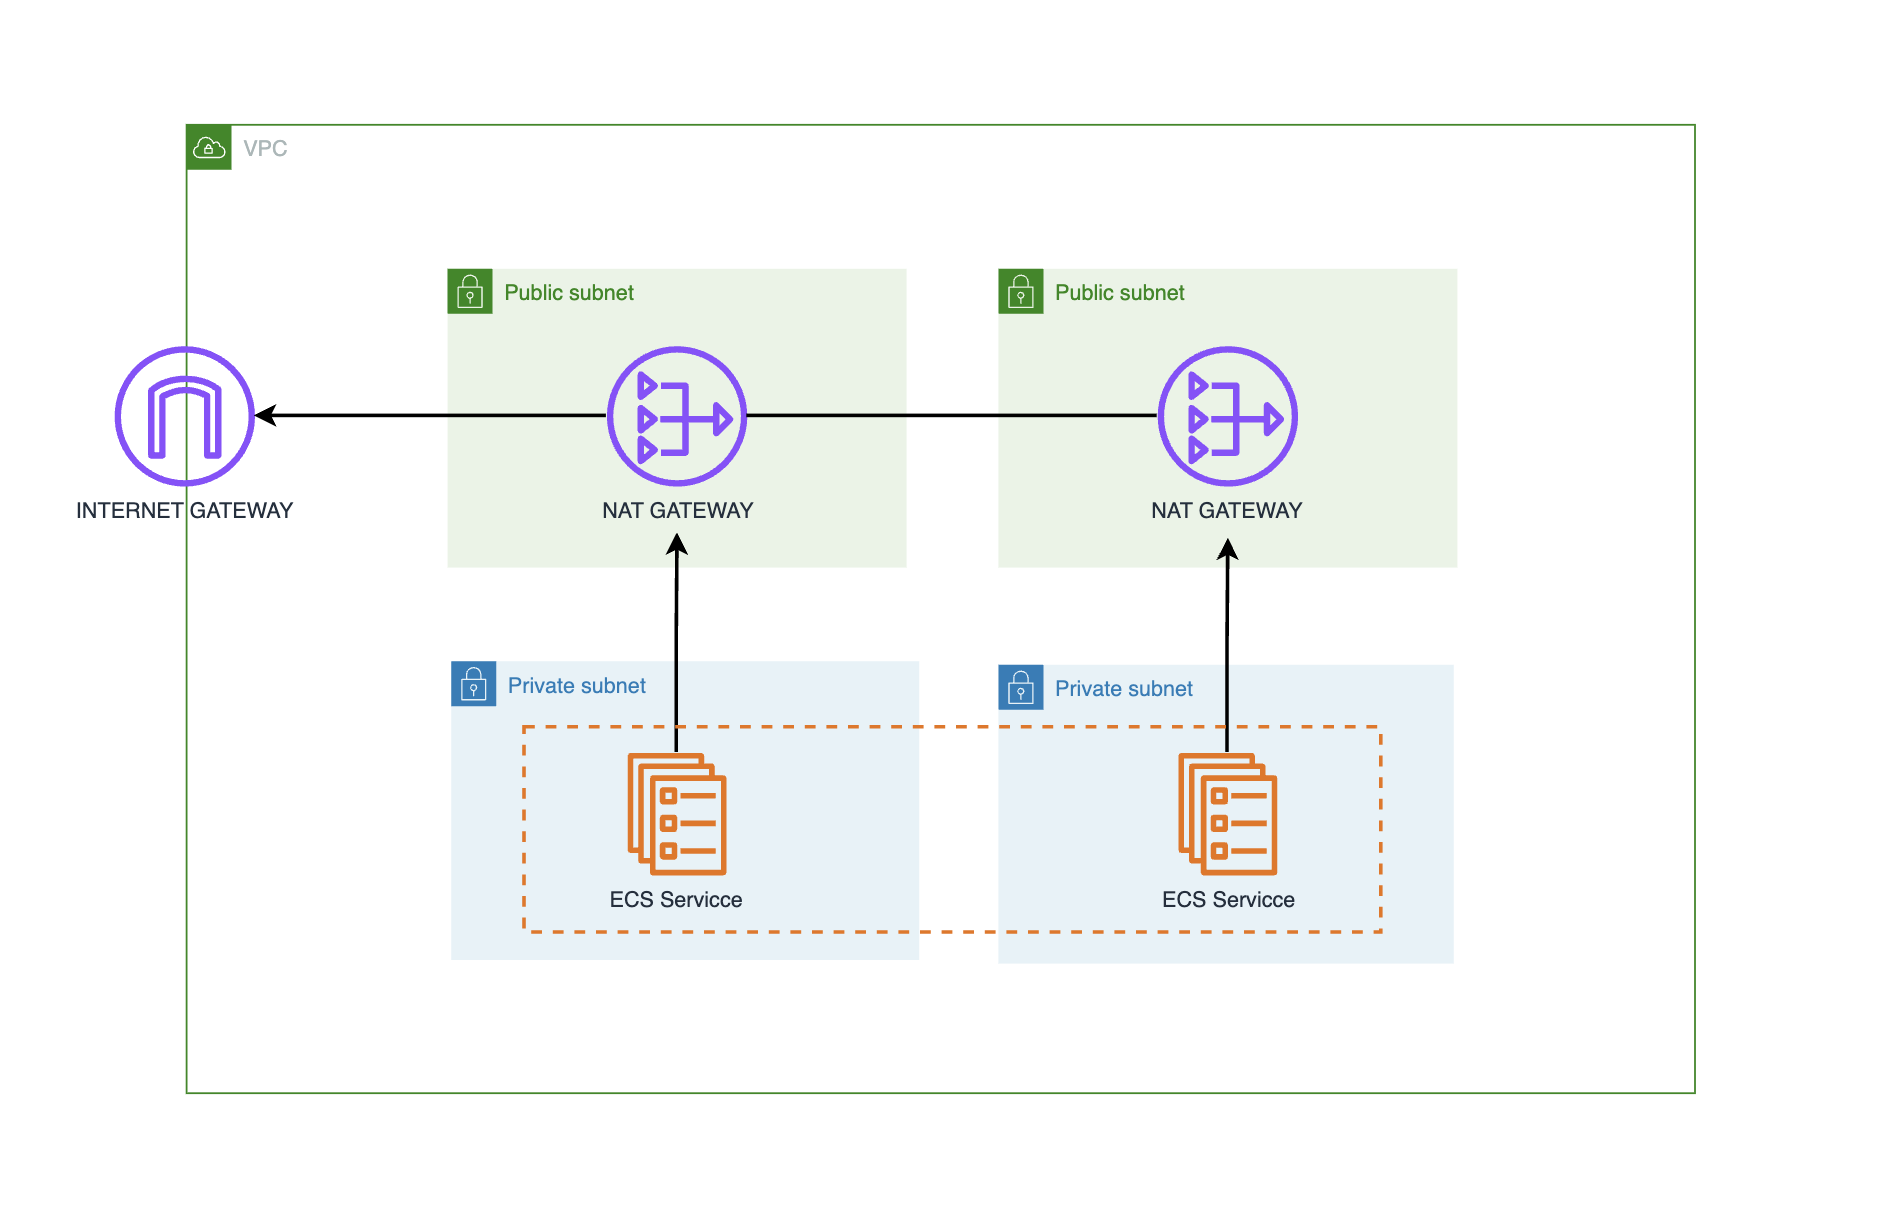 VPC
Public subnet
Public subnet
INTERNET GATEWAY
NAT GATEWAY
NAT GATEWAY
Private subnet
Private subnet
ECS Servicce
ECS Servicce